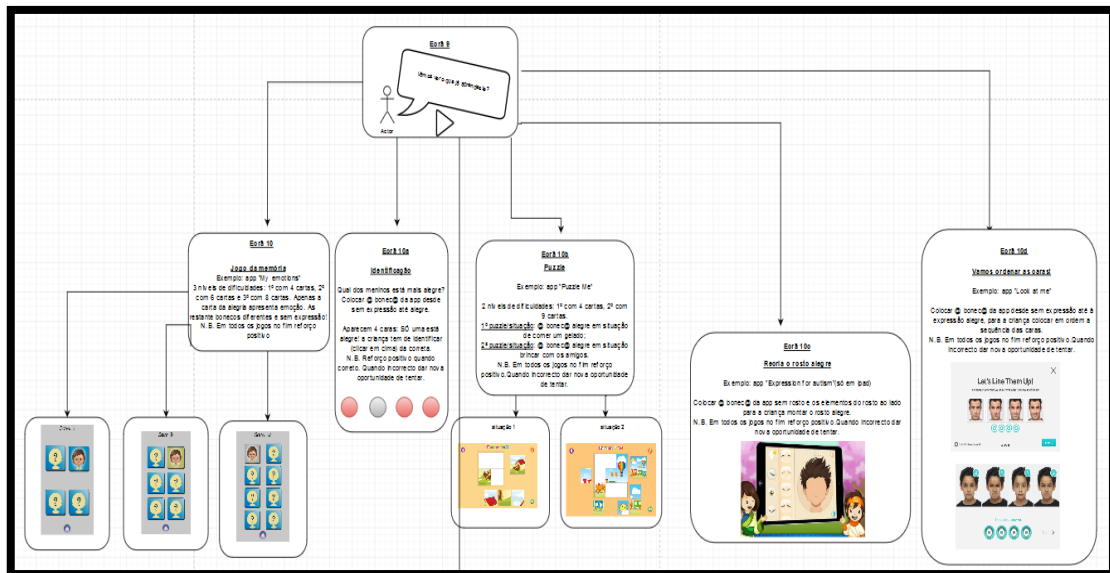 Ecrã 9
Vamos ver o que já aprendeste?
Actor
Ecrã 10
Jogo da memória
Exemplo: app "My emotions"
3 níveis de dificuldades: 1º com 4 cartas, 2º
com 6 cartas e 3º com 8 cartas. Apenas a
carta da alegria apresenta emoção. As
restante bonecos diferentes e sem expressão!
N.B. Em todos os jogos no fim reforço
positivo
Ecrã 10a
Identificação
Qual dos meninos está mais alegre?
Colocar @ bonec@ da app desde
sem expressão até alegre.
Aparecem 4 caras: SÓ uma está
alegre! a criança tem de identificar
(clicar em cima) da correta.
N.B. Reforço positivo quando
correto. Quando incorrecto dar nova
oportunidade de tentar.
Ecrã 10b
Puzzle
Exemplo: app "Puzzle Me"
2 níveis de dificuldades: 1º com 4 cartas, 2º com
9 cartas.
1º puzzle/situação: @ bonec@ alegre em situação
de comer um gelado;
2ª puzzle/situação: @ bonec@ alegre em situação
brincar com os amigos.
N.B. Em todos os jogos no fim reforço
positivo.Quando incorrecto dar nova oportunidade
de tentar.
situação 1
situação 2
Ecrã 10c
Recria o rosto alegre
Exemplo: app "Expression for autism"(só em ipad)
Colocar @ bonec@ da app sem rosto e os elementos do rosto ao lado
para a criança montar o rosto alegre.
N.B. Em todos os jogos no fim reforço positivo.Quando incorrecto dar
nova oportunidade de tentar.
Ecrã 10d
Vamos ordenar as caras!
Exemplo: app "Look at me"
Colocar @ bonec@ da app desde sem expressão até à
expressão alegre, para a criança colocar em ordem a
sequência das caras.
N.B. Em todos os jogos no fim reforço positivo.Quando
incorrecto dar nova oportunidade de tentar.
Let's Line Them Up!